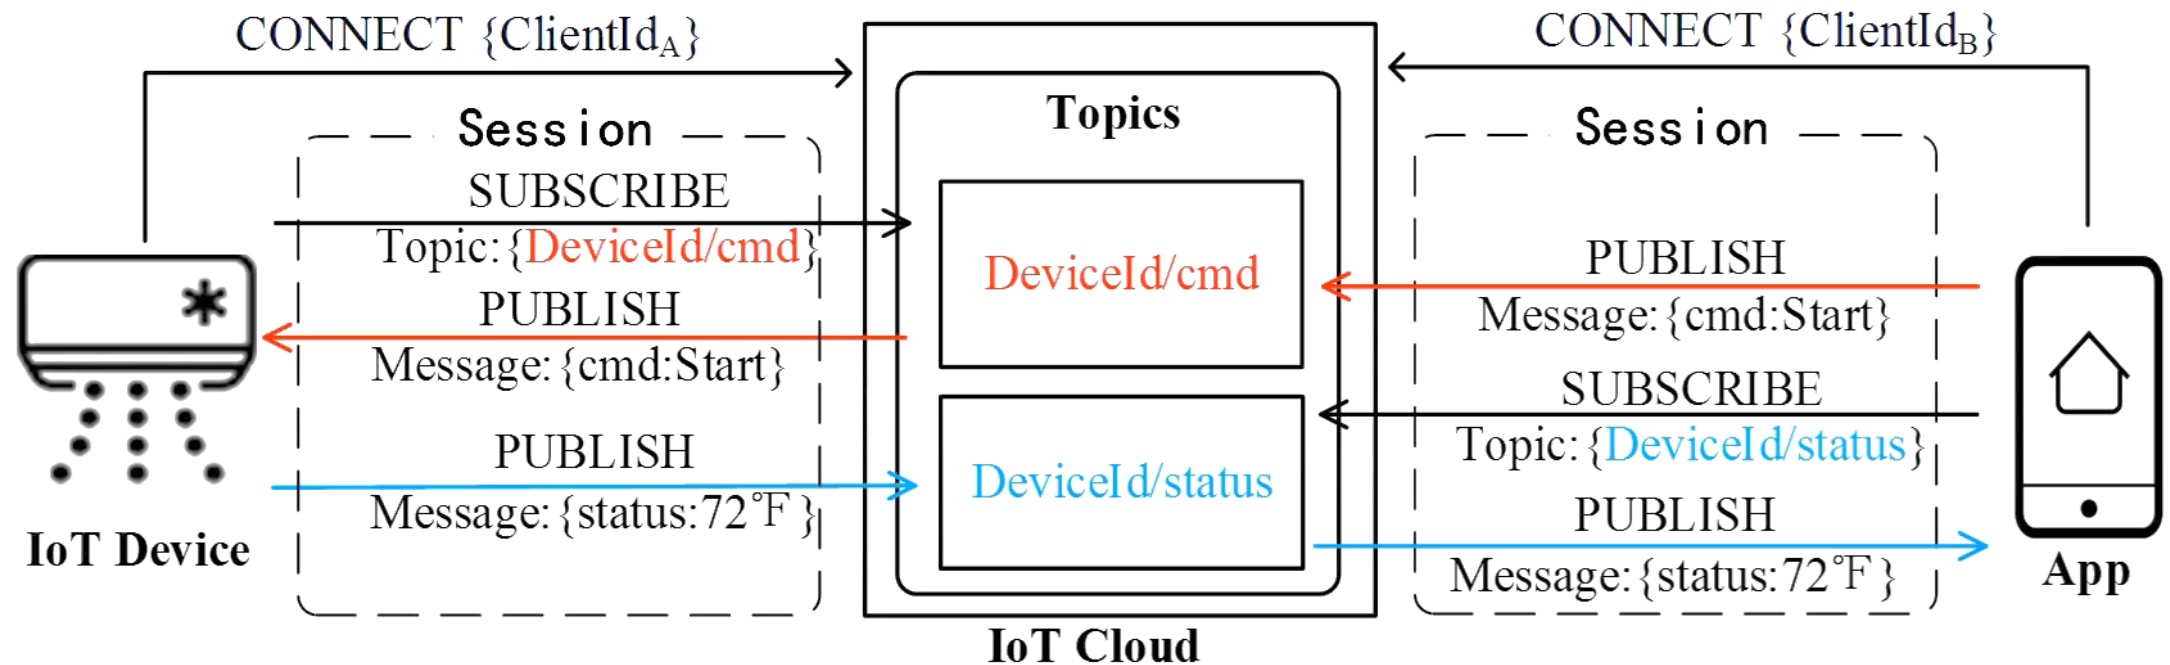 CONNECT {ClientIdA}
CONNECT {ClientIdB}
Session
SUBSCRIBE
Topic:{DeviceId/cmd}
PUBLISH
Message:{cmd:Start}
PUBLISH
Message:{status:72℉}
IoT Device
Topics
DeviceId/cmd
DeviceId/status
IoT Cloud
Session
PUBLISH
Message:{cmd:Start}
SUBSCRIBE
Topic:{DeviceId/status}
PUBLISH
Message:{status:72℉}
App